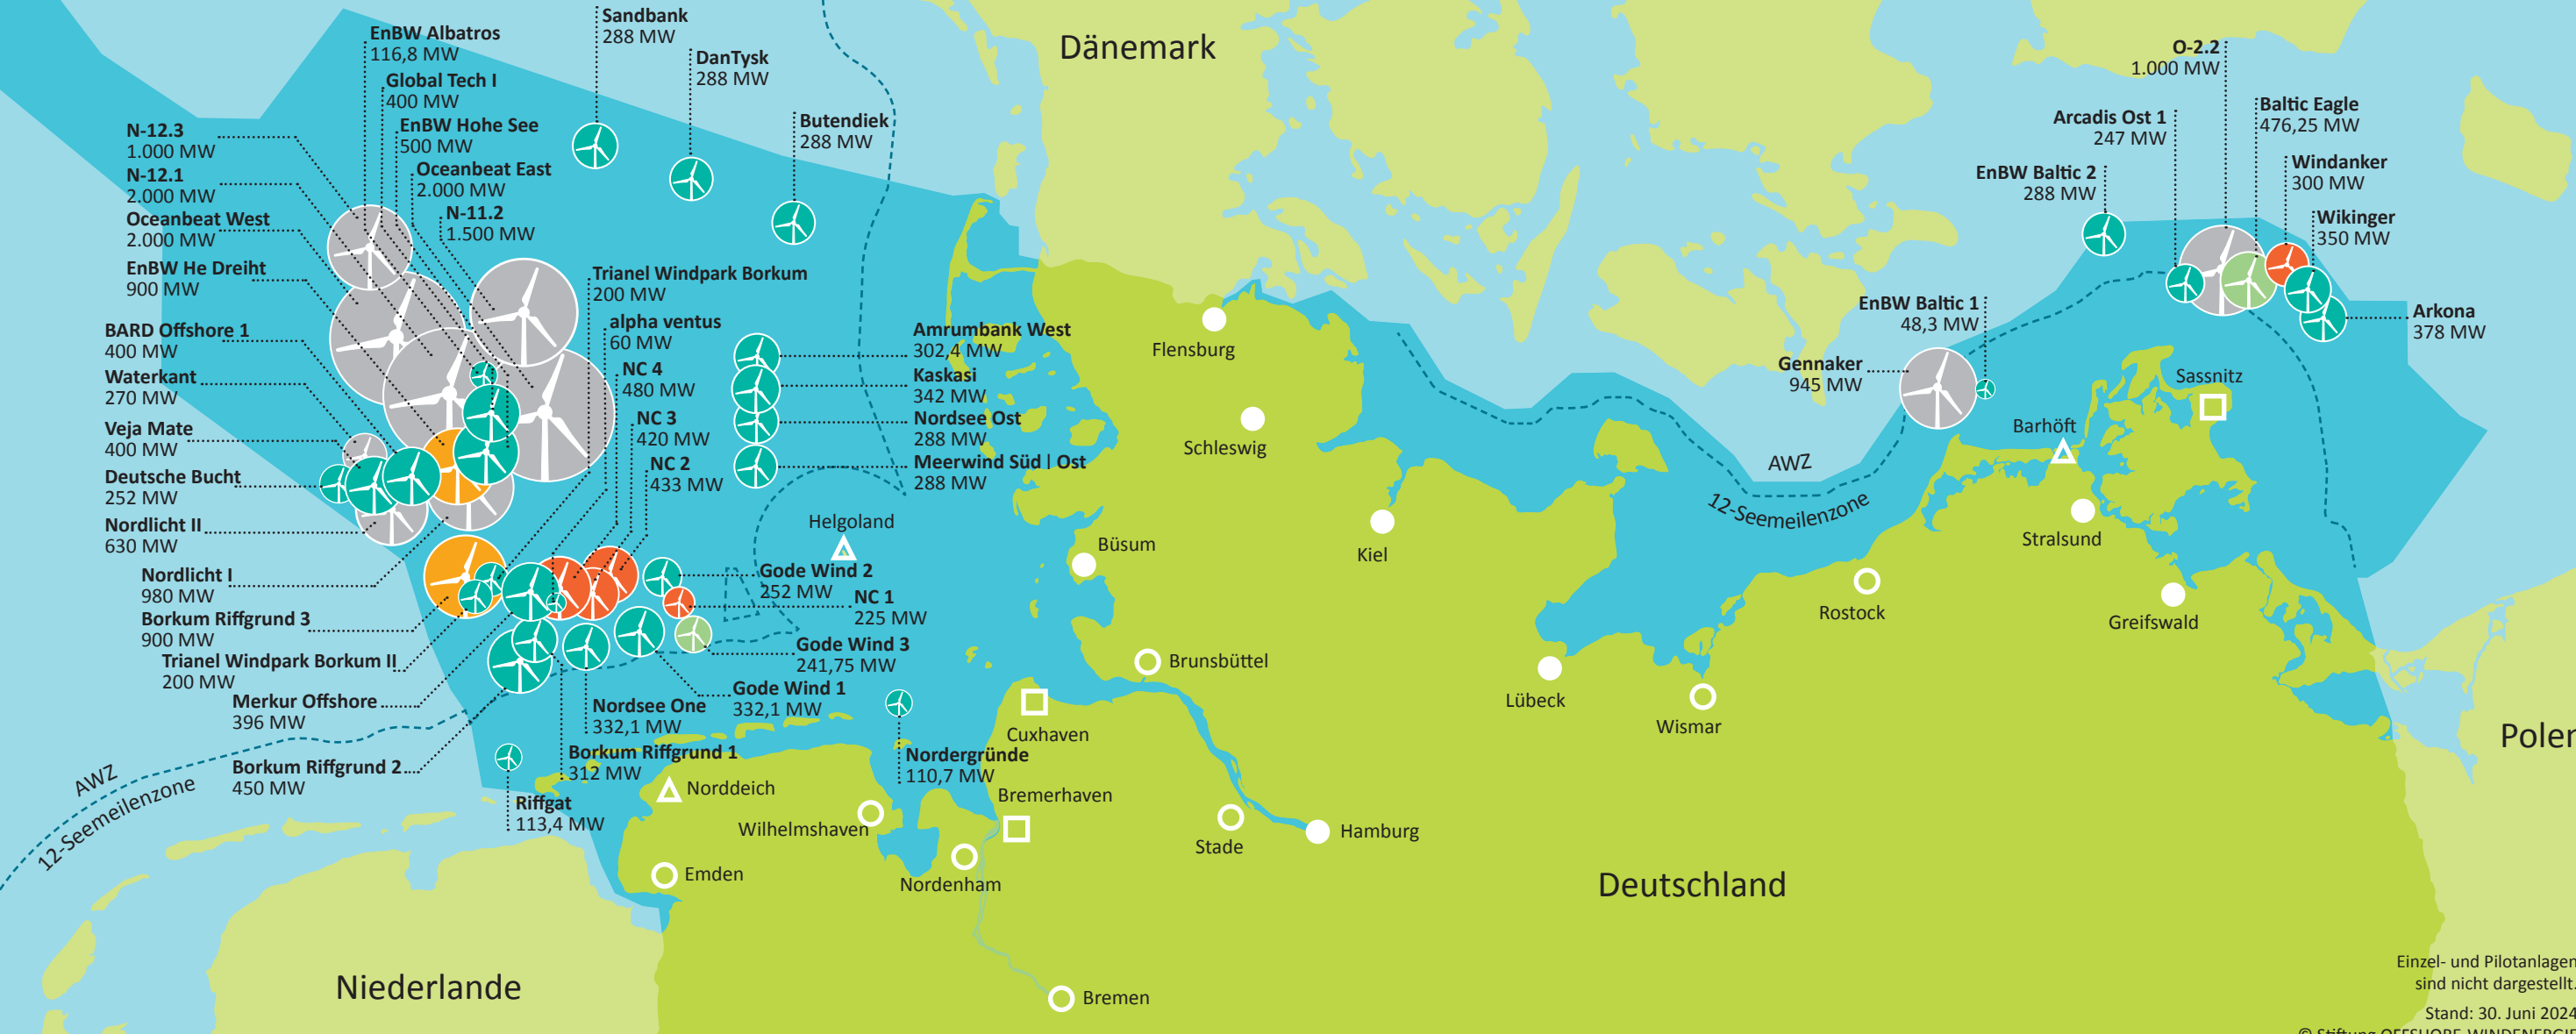 Sandbank
288 MW
EnBW Albatros
116,8 MW
DanTysk
288 MW
Global Tech I
400 MW
Butendiek
288 MW
EnBW Hohe See
500 MW
Oceanbeat East
2.000 MW
N-11.2
1.500 MW
N-12.3
1.000 MW
N-12.1
2.000 MW
Oceanbeat West
2.000 MW
EnBW He Dreiht
900 MW
BARD Offshore 1
400 MW
Waterkant
270 MW
Veja Mate
400 MW
Deutsche Bucht
252 MW
Nordlicht II
630 MW
Nordlicht I
980 MW
Borkum Riffgrund 3
900 MW
Trianel Windpark Borkum II
200 MW
Merkur Offshore
396 MW
Borkum Riffgrund 2
450 MW
Trianel Windpark Borkum
200 MW
alpha ventus
60 MW
NC 4
480 MW
NC 3
420 MW
NC 2
433 MW
Amrumbank West
302,4 MW
Kaskasi
342 MW
Nordsee Ost
288 MW
Meerwind Süd | Ost
288 MW
Helgoland
Gode Wind 2
252 MW
NC 1
225 MW
Gode Wind 3
241,75 MW
Gode Wind 1
332,1 MW
Nordsee One
332,1 MW
Borkum Riffgrund 1
312 MW
Nordergründe
110,7 MW
Riffgat
113,4 MW
AWZ
12-Seemeilenzone
Norddeich
Wilhelmshaven
Emden
Nordenham
Bremerhaven
Cuxhaven
Bremen
Brunsbüttel
Büsum
Stade
Hamburg
Niederlande
Deutschland
Dänemark
Flensburg
Schleswig
Kiel
Lübeck
Wismar
Rostock
AWZ
12-Seemeilenzone
Barhöft
Stralsund
Sassnitz
Greifswald
O-2.2
1.000 MW
Baltic Eagle
476,25 MW
Arcadis Ost 1
247 MW
Windanker
300 MW
EnBW Baltic 2
288 MW
Wikinger
350 MW
EnBW Baltic 1
48,3 MW
Arkona
378 MW
Gennaker
945 MW
Polen
Einzel- und Pilotanlagen
sind nicht dargestellt.
Stand: 30. Juni 2024
© Stiftung OFFSHORE-WINDENERGIE